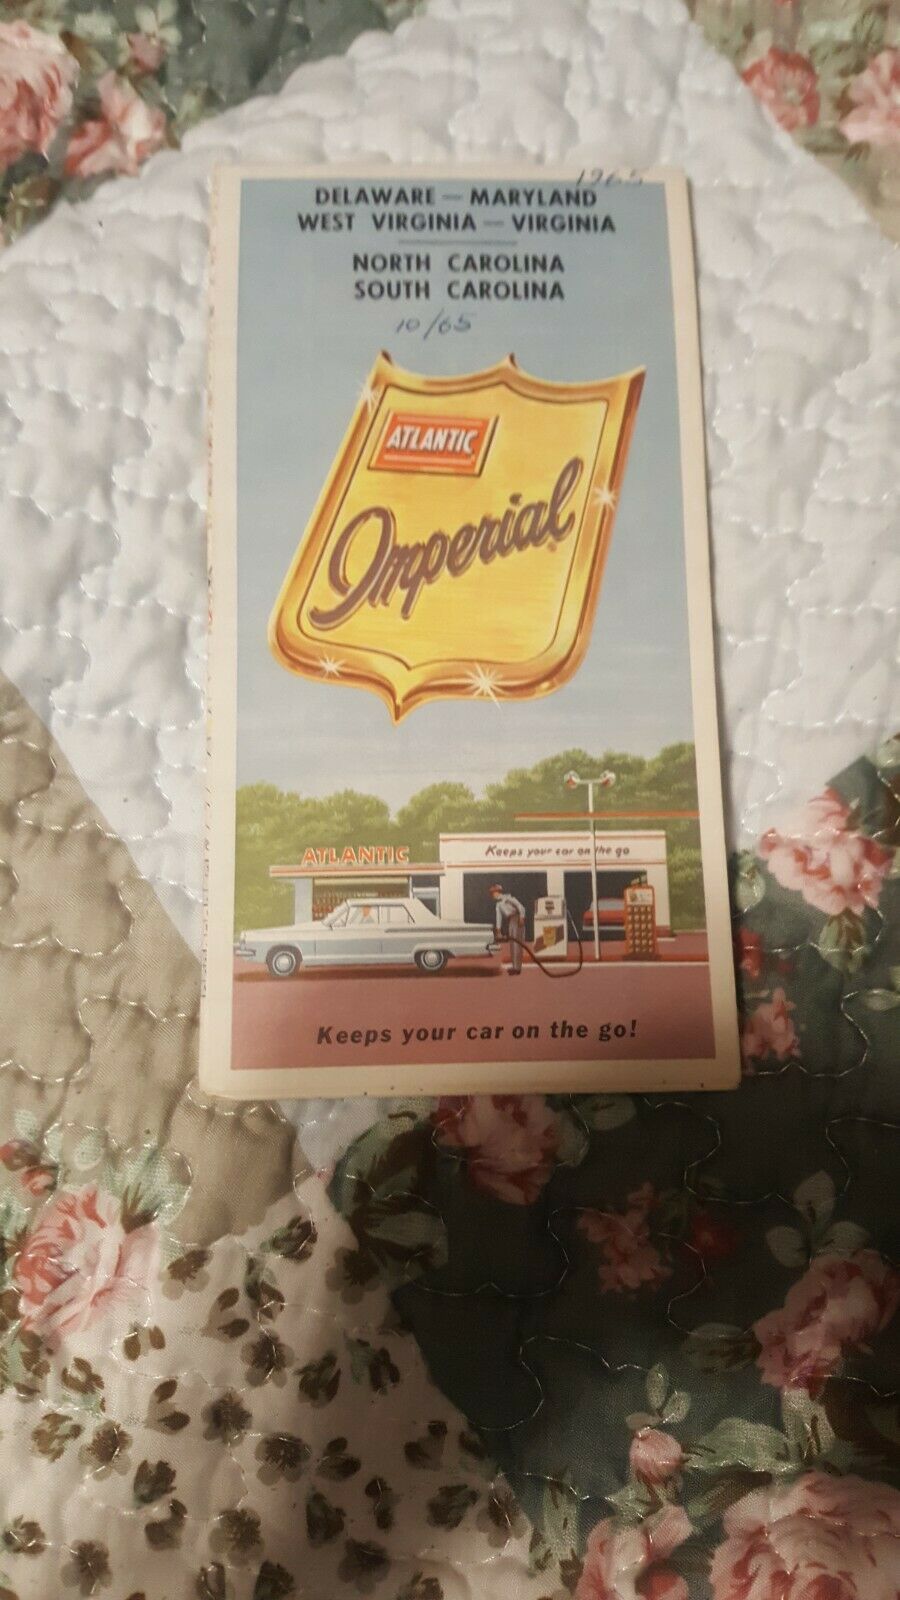 1965
DELAWARE — MARYLAND
WEST VIRGINIA — VIRGINIA
NORTH CAROLINA
SOUTH CAROLINA
10/65
ATLANTIC
Imperial
ATLANTIC
Keeps your car on the go
Keeps your car on the go!